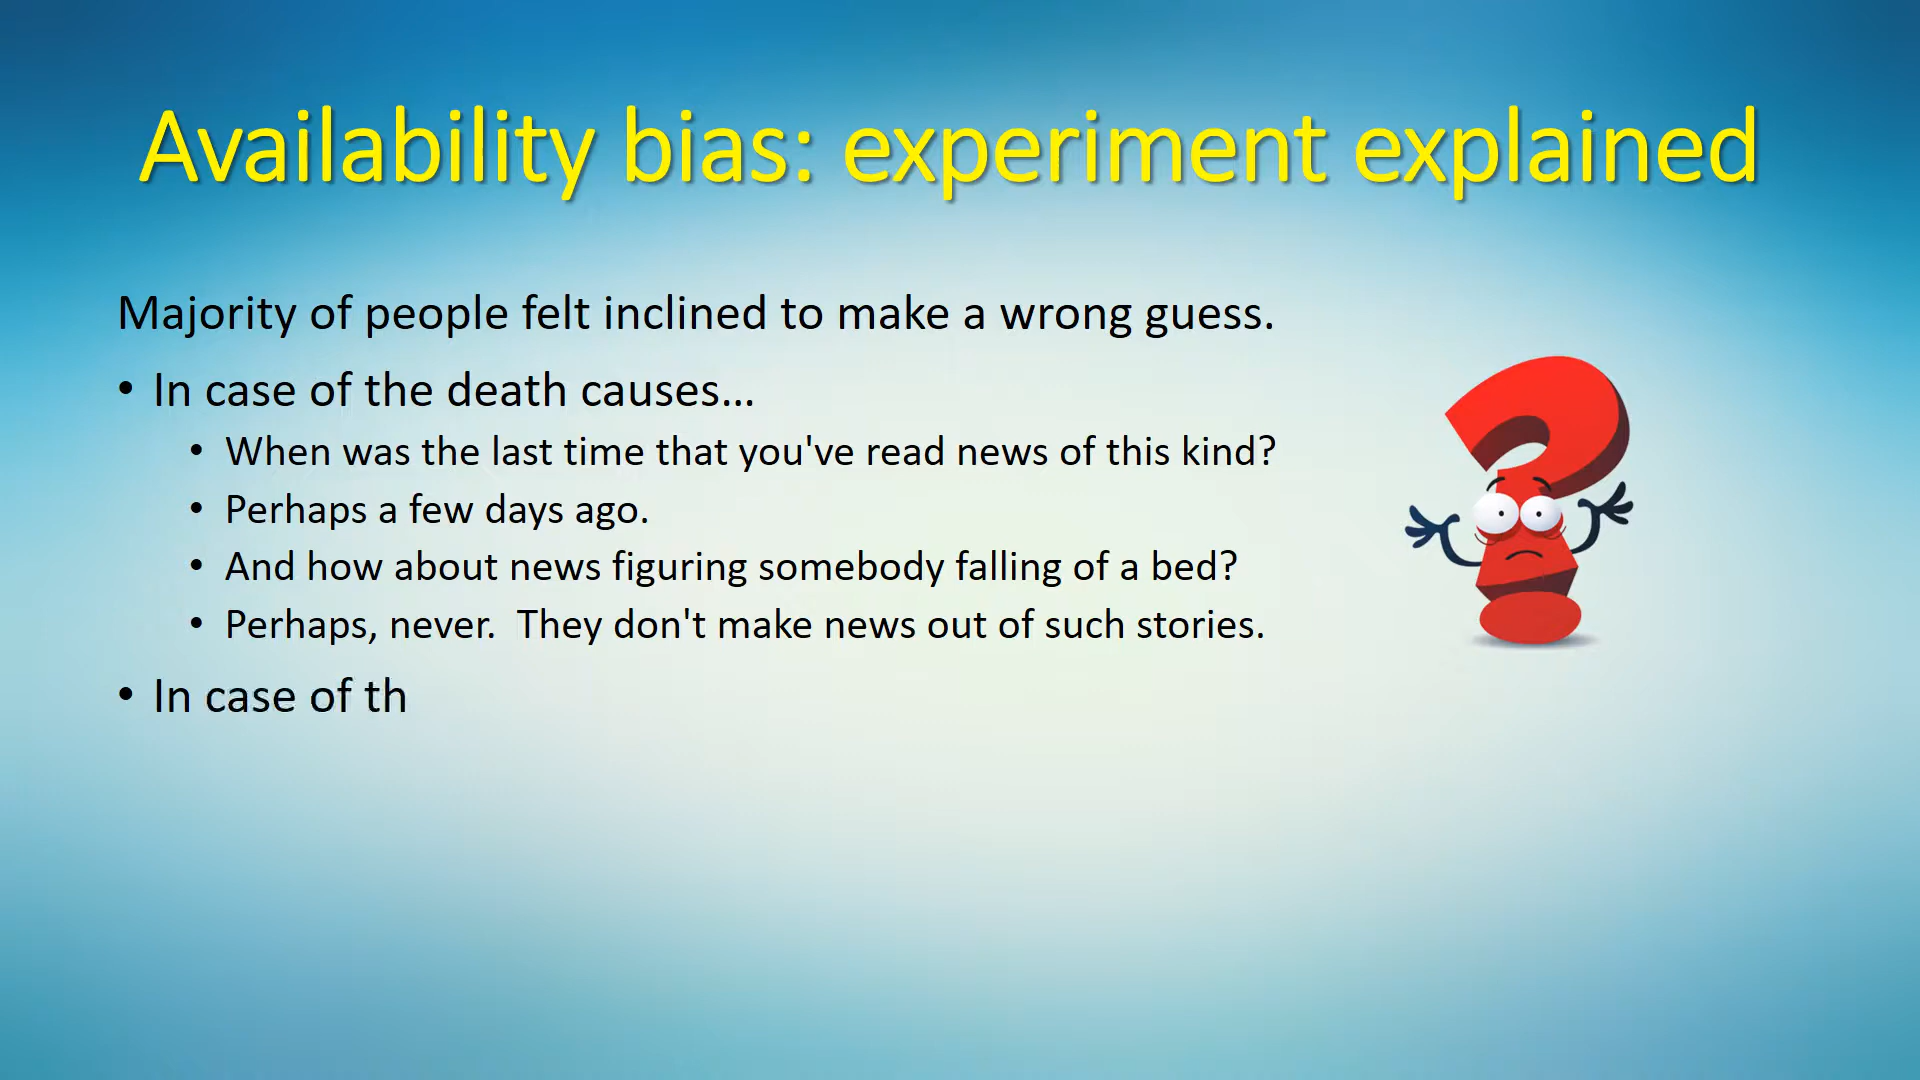 Availability bias: experiment explained
Majority of people felt inclined to make a wrong guess.
• In case of the death causes...
• When was the last time that you've read news of this kind?
• Perhaps a few days ago.
• And how about news figuring somebody falling of a bed?
• Perhaps, never.  They don't make news out of such stories.
• In case of th